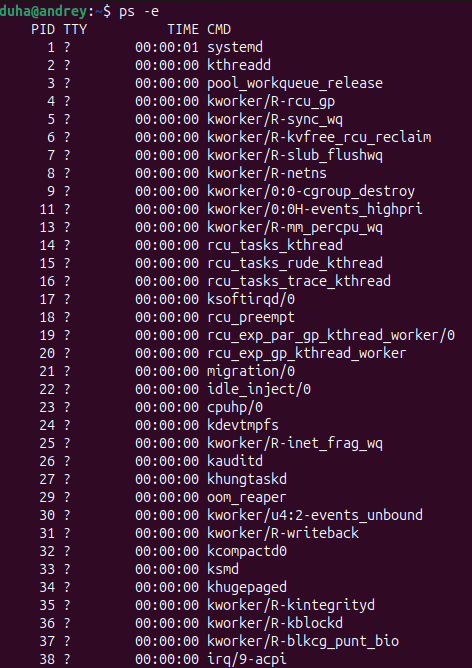 duha@andrey:~$ ps -e
PID TTY TIME CMD
1 ? 00:00:01 systemd
2 ? 00:00:00 kthreadd
3 ? 00:00:00 pool_workqueue_release
4 ? 00:00:00 kworker/R-rcu_gp
5 ? 00:00:00 kworker/R-sync_wq
6 ? 00:00:00 kworker/R-kvfree_rcu_reclaim
7 ? 00:00:00 kworker/R-slub_flushwq
8 ? 00:00:00 kworker/R-netns
9 ? 00:00:00 kworker/0:0-cgroup_destroy
11 ? 00:00:00 kworker/0:0H-events_highpri
13 ? 00:00:00 kworker/R-mm_percpu_wq
14 ? 00:00:00 rcu_tasks_kthread
15 ? 00:00:00 rcu_tasks_rude_kthread
16 ? 00:00:00 rcu_tasks_trace_kthread
17 ? 00:00:00 ksoftirqd/0
18 ? 00:00:00 rcu_preempt
19 ? 00:00:00 rcu_exp_par_gp_kthread_worker/0
20 ? 00:00:00 rcu_exp_gp_kthread_worker
21 ? 00:00:00 migration/0
22 ? 00:00:00 idle_inject/0
23 ? 00:00:00 cpuhp/0
24 ? 00:00:00 kdevtmpfs
25 ? 00:00:00 kworker/R-inet_frag_wq
26 ? 00:00:00 kauditd
27 ? 00:00:00 khungtaskd
29 ? 00:00:00 oom_reaper
30 ? 00:00:00 kworker/u4:2-events_unbound
31 ? 00:00:00 kworker/R-writeback
32 ? 00:00:00 kcompactd0
33 ? 00:00:00 ksmd
34 ? 00:00:00 khugepaged
35 ? 00:00:00 kworker/R-kintegrityd
36 ? 00:00:00 kworker/R-kblockd
37 ? 00:00:00 kworker/R-blkcg_punt_bio
38 ? 00:00:00 irq/9-acpi